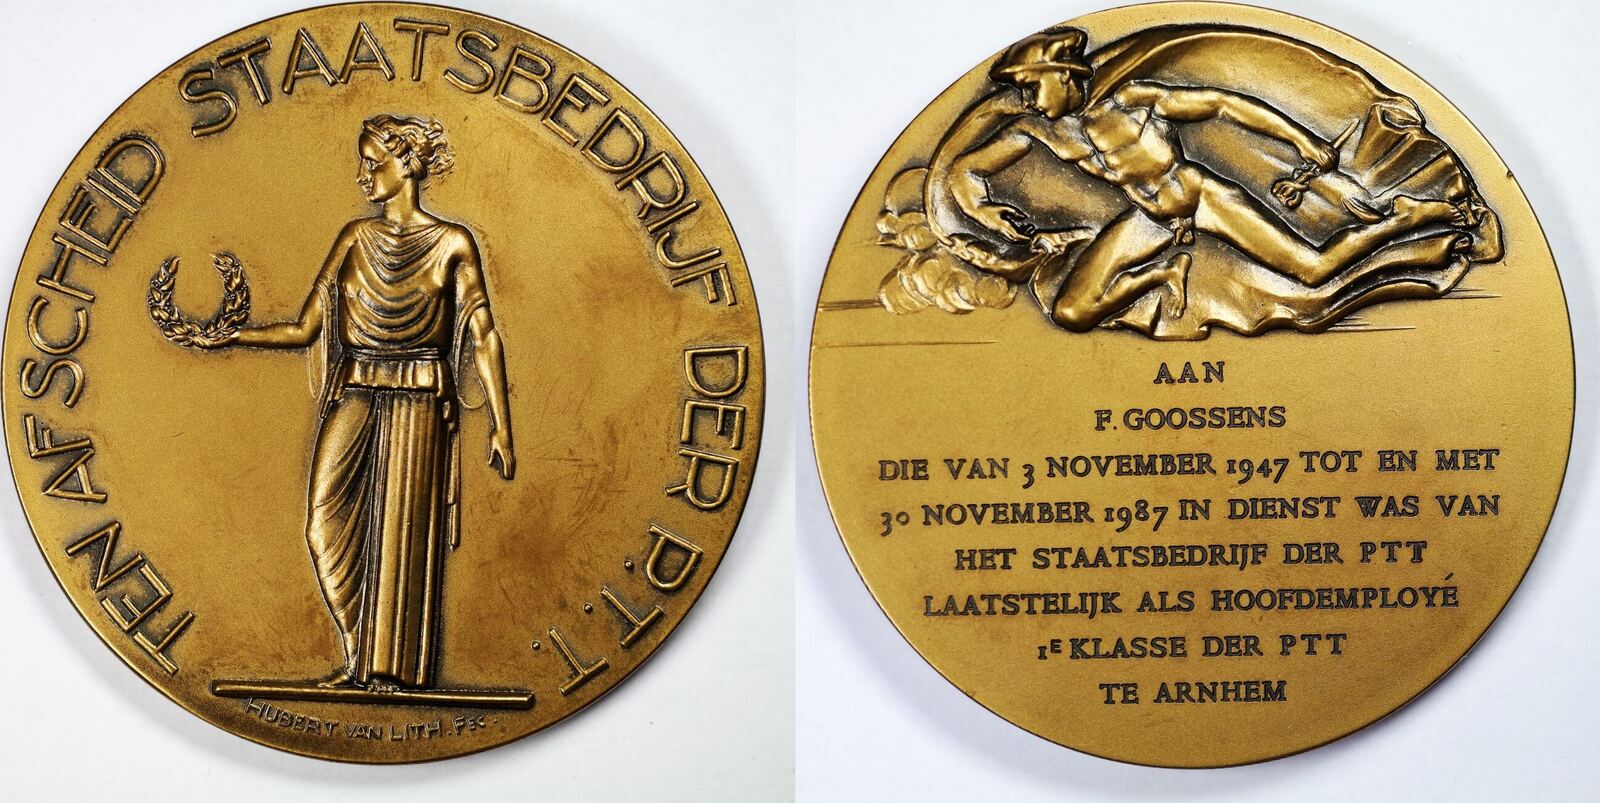 TEN AFSCHEID STAATSBEDRIJF DER P.T.T.
HUBERT VAN LITH. FEC.
AAN
F. GOOSSENS
DIE VAN 3 NOVEMBER 1947 TOT EN MET
30 NOVEMBER 1987 IN DIENST WAS VAN
HET STAATSBEDRIJF DER PTT
LAATSTELIJK ALS HOOFDEMPLOYÉ
1E KLASSE DER PTT
TE ARNHEM